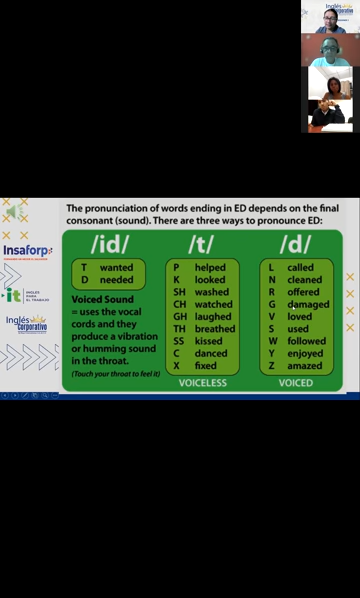 Inglés
Corporativo
The pronunciation of words ending in ED depends on the final
consonant (sound). There are three ways to pronounce ED:
/id/
T wanted
D needed
Voiced Sound
= uses the vocal
cords and they
produce a vibration
or humming sound
in the throat.
(Touch your throat to feel it)
/t/
P helped
K looked
SH washed
CH watched
GH laughed
TH breathed
SS kissed
C danced
X fixed
VOICELESS
/d/
L called
N cleaned
R offered
G damaged
V loved
S used
W followed
Y enjoyed
Z amazed
VOICED
Insaforp
it
INGLÉS
PARA
EL TRABAJO
Inglés
Corporativo